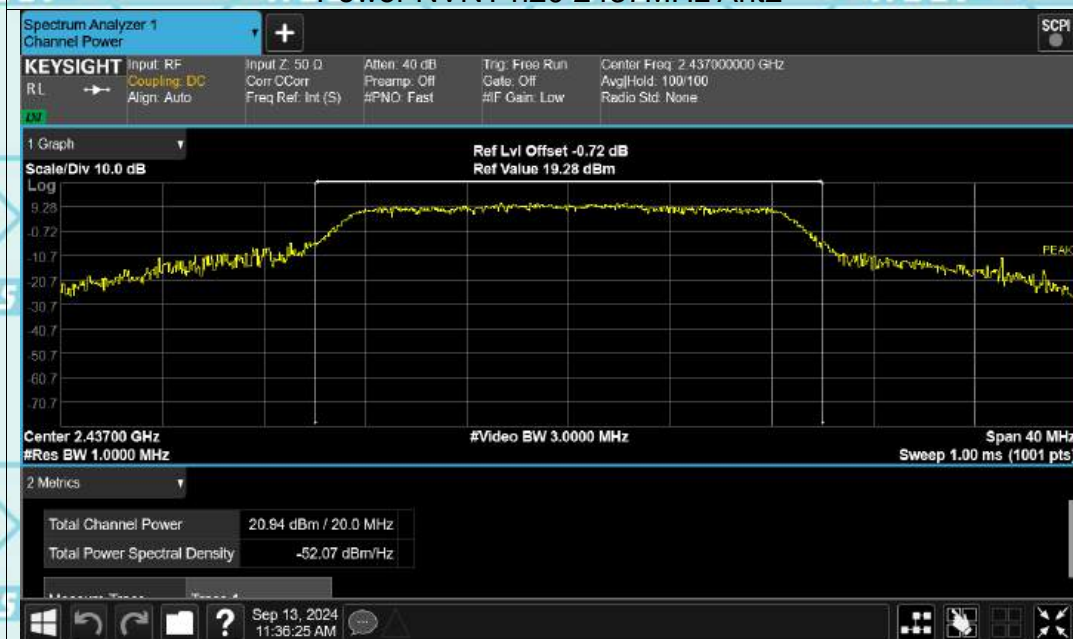 Spectrum Analyzer 1
Channel Power
+
SCPI
KEYSIGHT
RL
LXI
Input: RF
Coupling: DC
Align: Auto
Input Z: 50 Ω
Corr CCorr
Freq Ref: Int (S)
Atten: 40 dB
Preamp: Off
#PNO: Fast
Trig: Free Run
Gate: Off
#IF Gain: Low
Center Freq: 2.437000000 GHz
Avg|Hold: 100/100
Radio Std: None
1 Graph
Scale/Div 10.0 dB
Ref Lvl Offset -0.72 dB
Ref Value 19.28 dBm
Log
9.28
-0.72
-10.7
-20.7
-30.7
-40.7
-50.7
-60.7
-70.7
PEAK
Center 2.43700 GHz
#Video BW 3.0000 MHz
Span 40 MHz
#Res BW 1.0000 MHz
Sweep 1.00 ms (1001 pts)
2 Metrics
Total Channel Power 20.94 dBm / 20.0 MHz
Total Power Spectral Density -52.07 dBm/Hz
?
Sep 13, 2024
11:36:25 AM